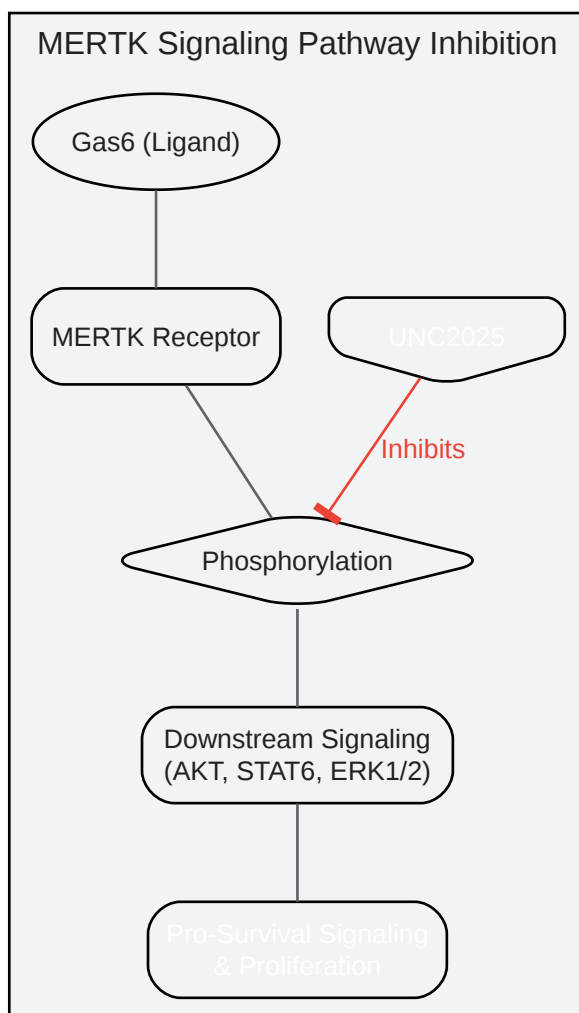 MERTK Signaling Pathway Inhibition
Gas6 (Ligand)
MERTK Receptor
UNC2025
Inhibits
Phosphorylation
Downstream Signaling
(AKT, STAT6, ERK1/2)
Pro-Survival Signaling
& Proliferation